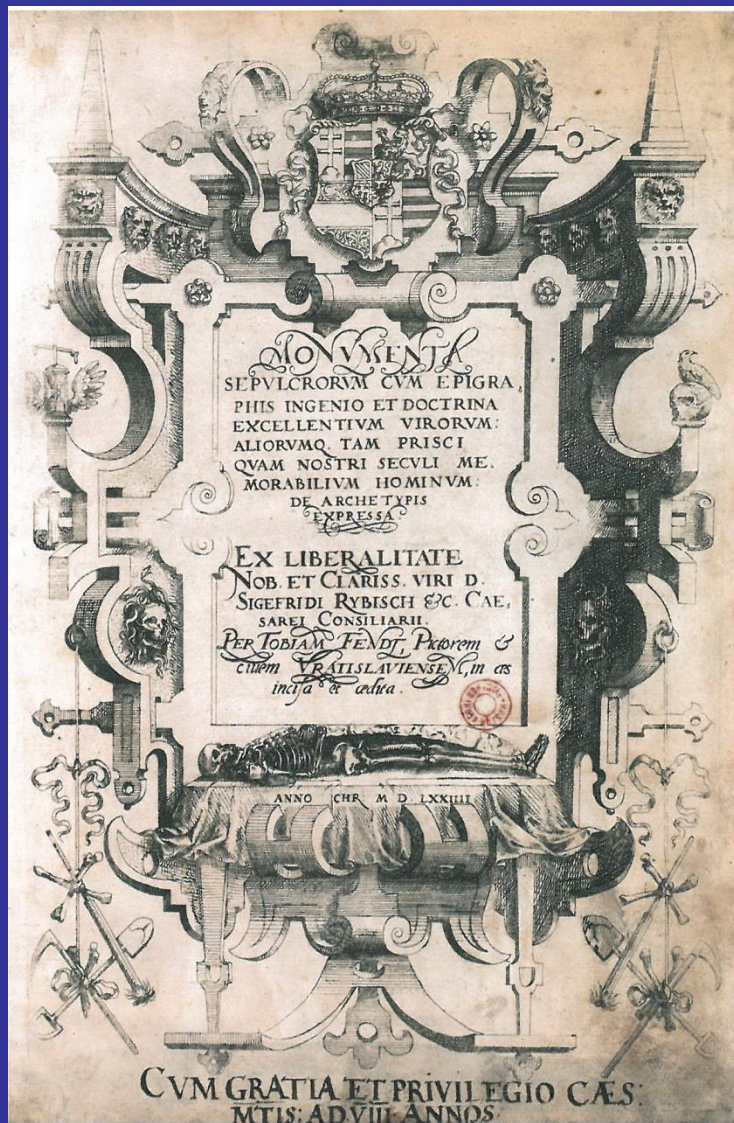 MONVMENTA
SEPVLCRORVM CVM EPIGRA,
PHIS INGENIO ET DOCTRINA
EXCELLENTIVM VIRORVM:
ALIORVMQ. TAM PRISCI
QVAM NOSTRI SECVLI ME,
MORABILIVM HOMINVM:
DE ARCHETYPIS
EXPRESSA.
EX LIBERALITATE
NOB. ET CLARISS. VIRI D.
SIGEFRIDI RYBISCH &C. CAE,
SAREI CONSILIARII.
PER TOBIAM FENDT, Pictorem &
Ciuem VRATISLAVIENSEM, in æs
incisa et ædita.
ANNO CHR M D LXXIIII
CVM GRATIA ET PRIVILEGIO CÆS:
MTIS: AD VIII ANNOS